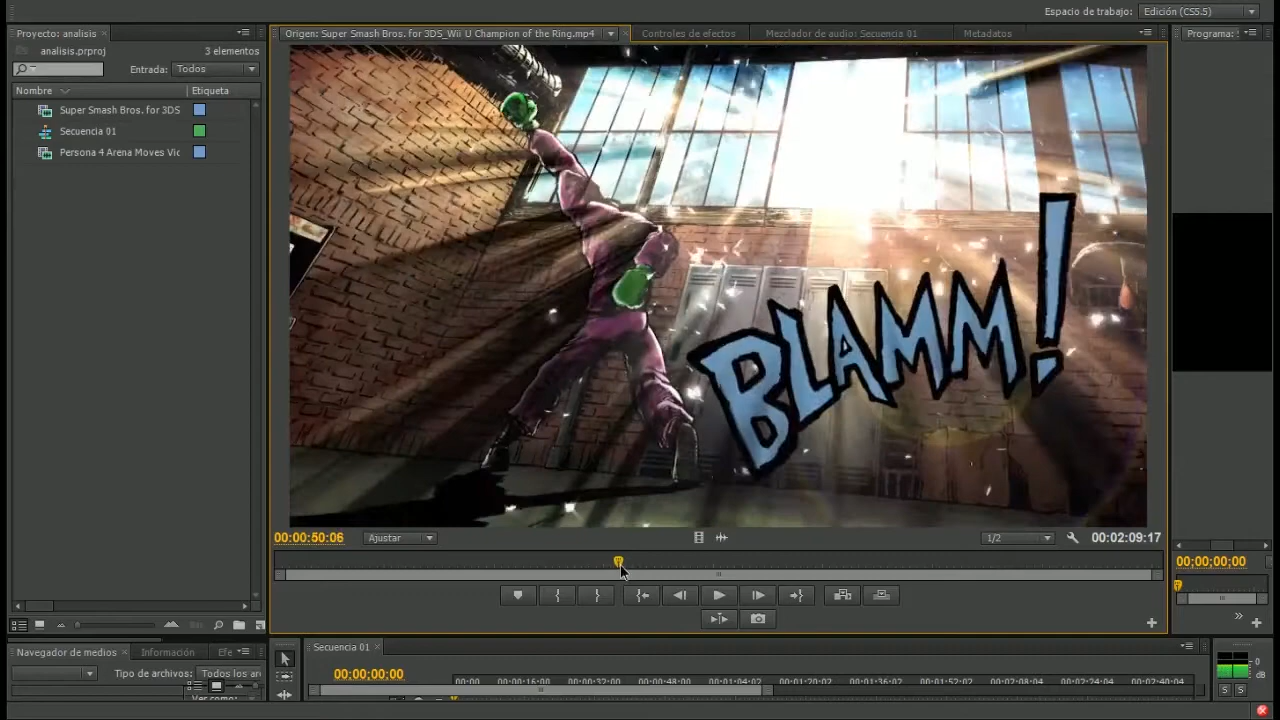 Espacio de trabajo: Edición (CS5.5)
Proyecto: analisis
Origen: Super Smash Bros. for 3DS_Wii U Champion of the Ring.mp4
Controles de efectos
Mezclador de audio: Secuencia 01
Metadatos
Programa:
analisis.prproj
3 elementos
Entrada: Todos
Nombre
Etiqueta
Super Smash Bros. for 3DS
Secuencia 01
Persona 4 Arena Moves Vic
BLAMM!
00:00:50:06
Ajustar
1/2
00:02:09:17
00;00;00;00
Navegador de medios
Información
Efe
Secuencia 01
Tipo de archivos: Todos los arc
Ver como:
00:00;00:00
00:00
00:00:16:00
00:00:32:00
00:00:48:00
00:01:04:02
00:01:20:02
00:01:36:02
00:01:52:02
00:02:08:04
00:02:24:04
00:02:40:04
0
dB
S S